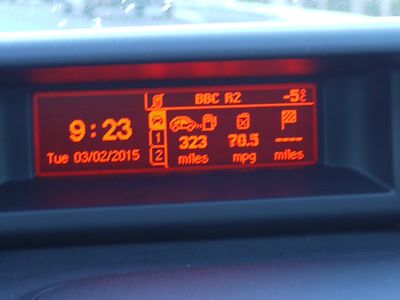 BBC R2 -5°C
9:23
Tue 03/02/2015
1
2
323 70.5 ----
miles mpg miles